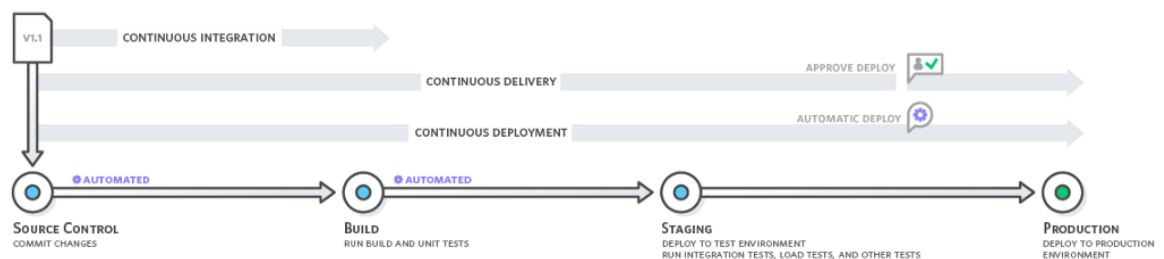 V1.1
CONTINUOUS INTEGRATION
APPROVE DEPLOY
CONTINUOUS DELIVERY
AUTOMATIC DEPLOY
CONTINUOUS DEPLOYMENT
AUTOMATED
AUTOMATED
SOURCE CONTROL
COMMIT CHANGES
BUILD
RUN BUILD AND UNIT TESTS
STAGING
DEPLOY TO TEST ENVIRONMENT
RUN INTEGRATION TESTS, LOAD TESTS, AND OTHER TESTS
PRODUCTION
DEPLOY TO PRODUCTION
ENVIRONMENT